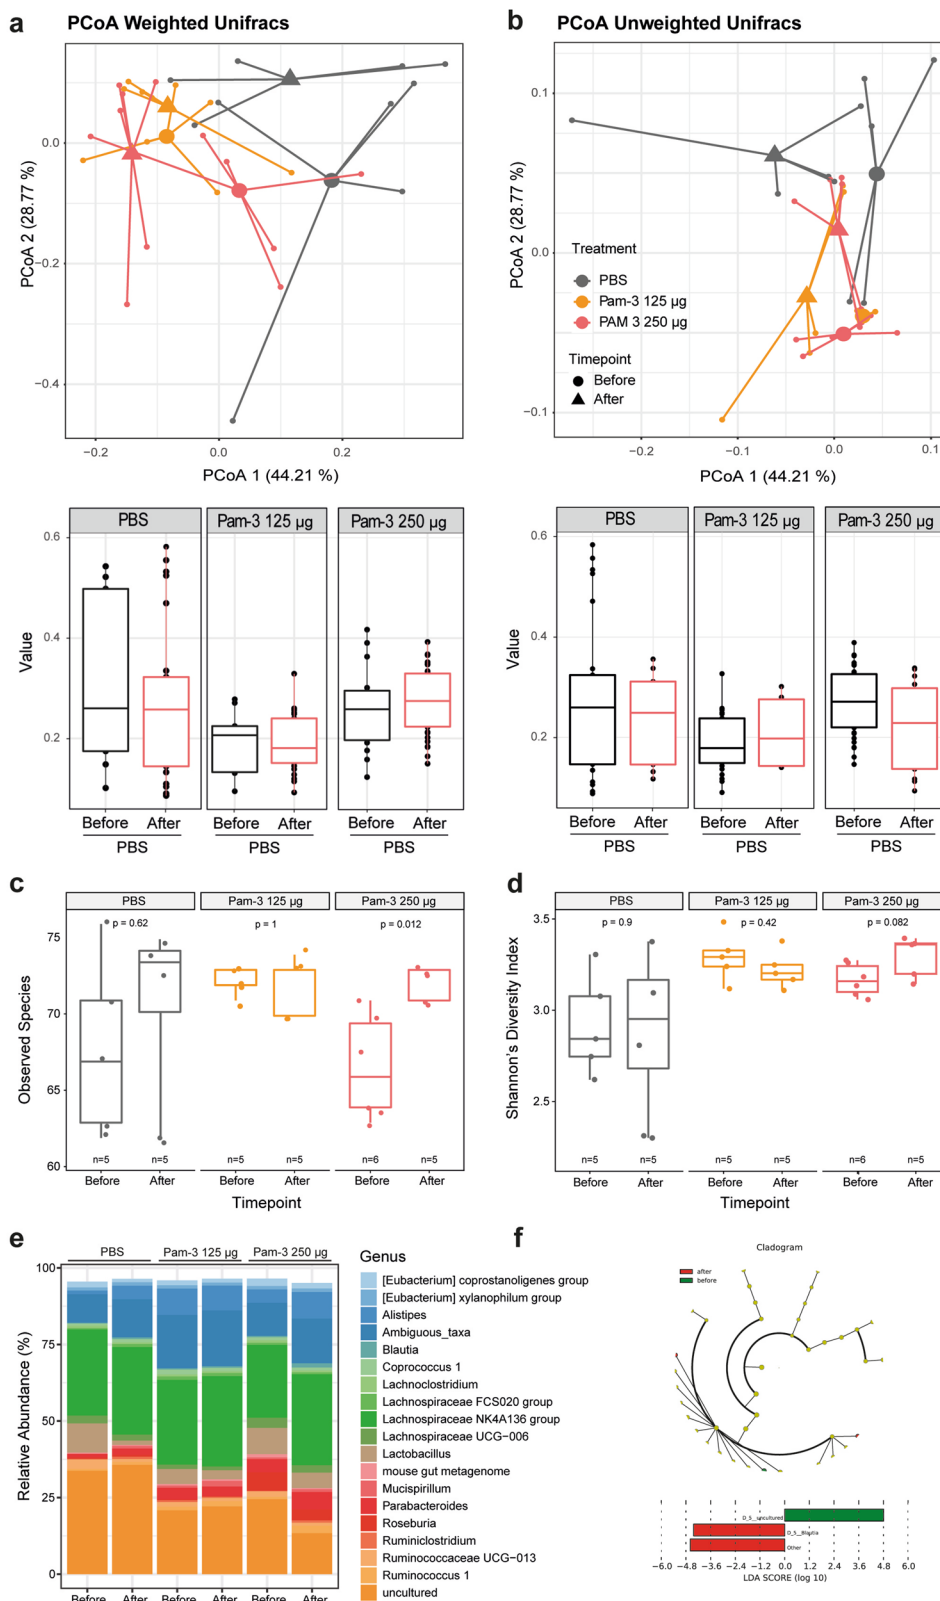 a
PCoA Weighted Unifracs
0.0
−0.2
−0.4
PCoA 2 (28.77 %)
−0.2
0.0
0.2
PCoA 1 (44.21 %)
PBS
Pam-3 125 µg
Pam-3 250 µg
0.6
0.4
0.2
Value
Before After Before After Before After
PBS PBS PBS
b
PCoA Unweighted Unifracs
0.1
0.0
−0.1
PCoA 2 (28.77 %)
Treatment
PBS
Pam-3 125 µg
PAM 3 250 µg
Timepoint
Before
After
−0.2
−0.1
0.0
0.1
PCoA 1 (44.21 %)
PBS
Pam-3 125 µg
Pam-3 250 µg
0.6
0.4
0.2
Value
Before After Before After Before After
PBS PBS PBS
c
PBS
Pam-3 125 µg
Pam-3 250 µg
p = 0.62
p = 1
p = 0.012
75
70
65
60
Observed Species
n=5 n=5 n=5 n=5 n=6 n=5
Before After Before After Before After
Timepoint
d
PBS
Pam-3 125 µg
Pam-3 250 µg
p = 0.9
p = 0.42
p = 0.082
3.5
3.0
2.5
Shannon's Diversity Index
n=5 n=5 n=5 n=5 n=6 n=5
Before After Before After Before After
Timepoint
e
PBS
Pam-3 125 µg
Pam-3 250 µg
100
75
50
25
0
Relative Abundance (%)
Before After Before After Before After
Genus
[Eubacterium] coprostanoligenes group
[Eubacterium] xylanophilum group
Alistipes
Ambiguous_taxa
Blautia
Coprococcus 1
Lachnoclostridium
Lachnospiraceae FCS020 group
Lachnospiraceae NK4A136 group
Lachnospiraceae UCG−006
Lactobacillus
mouse gut metagenome
Mucispirillum
Parabacteroides
Roseburia
Ruminiclostridium
Ruminococcaceae UCG−013
Ruminococcus 1
uncultured
f
Cladogram
after
before
D_5__uncultured
D_5__Blautia
Other
−6.0 −4.8 −3.6 −2.4 −1.2 0.0 1.2 2.4 3.6 4.8 6.0
LDA SCORE (log 10)